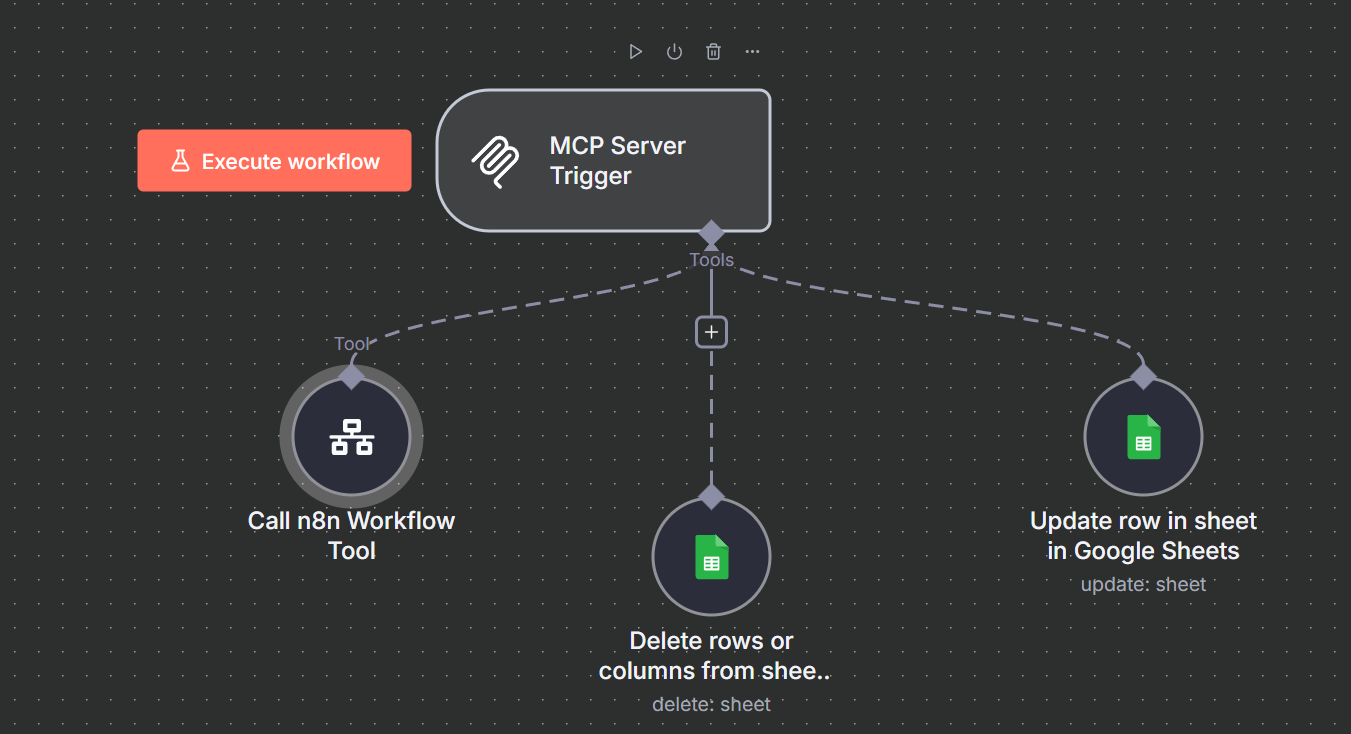 Execute workflow
MCP Server
Trigger
Tools
Tool
Call n8n Workflow
Tool
Delete rows or
columns from shee..
delete: sheet
Update row in sheet
in Google Sheets
update: sheet